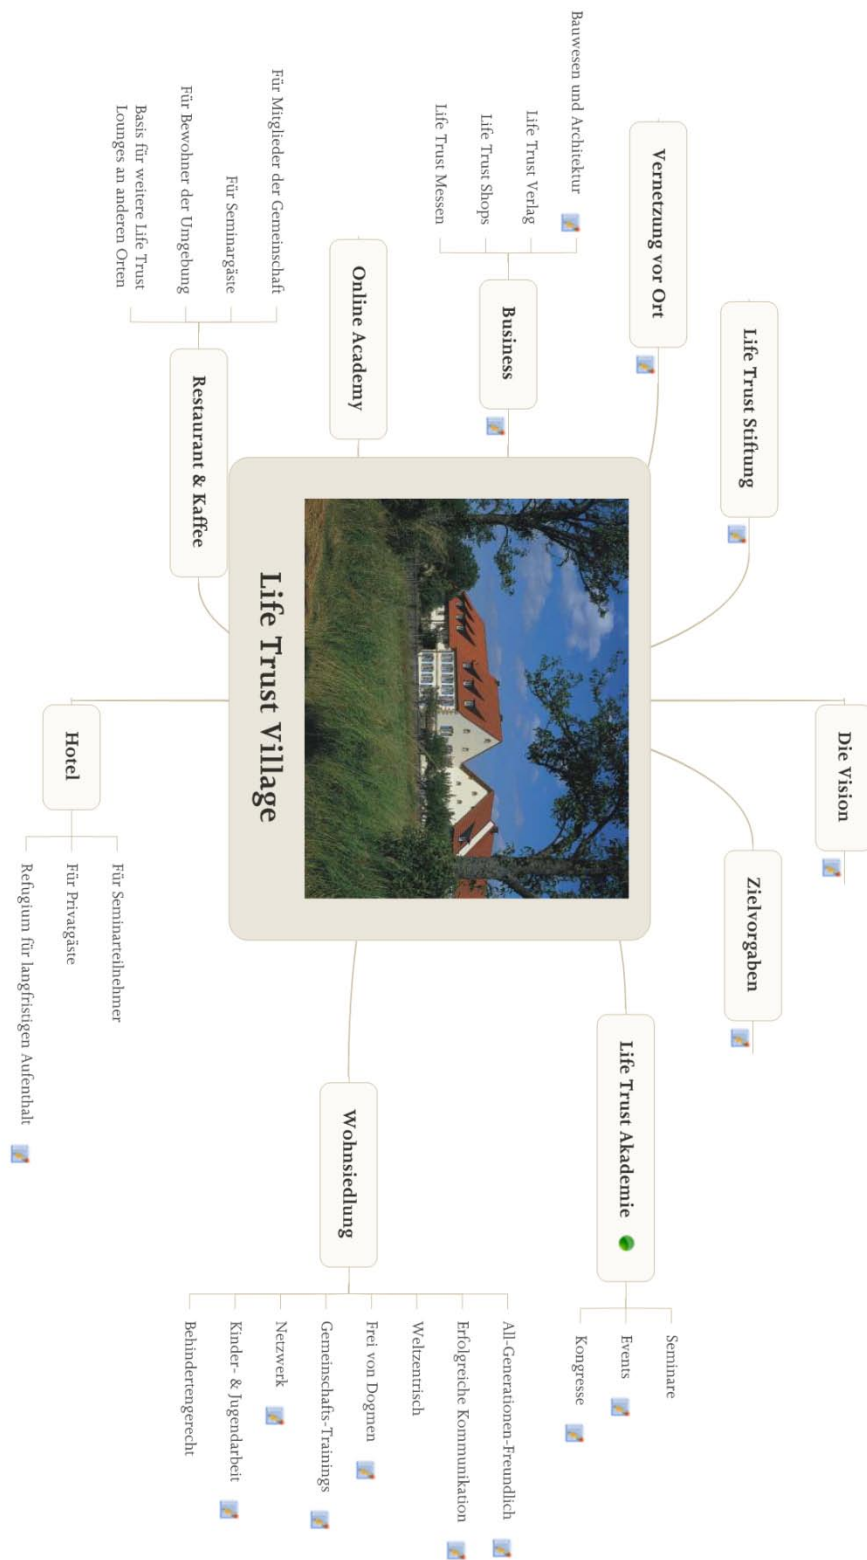 Life Trust Village
Die Vision
Zielvorgaben
Life Trust Akademie
Seminare
Events
Kongresse
Wohnsiedlung
All-Generationen-Freundlich
Erfolgreiche Kommunikation
Weltzentrisch
Frei von Dogmen
Gemeinschafts-Trainings
Netzwerk
Kinder- & Jugendarbeit
Behindertengerecht
Hotel
Für Seminarteilnehmer
Für Privatgäste
Refugium für langfristigen Aufenthalt
Restaurant & Kaffee
Für Mitglieder der Gemeinschaft
Für Seminargäste
Für Bewohner der Umgebung
Basis für weitere Life Trust
Lounges an anderen Orten
Online Academy
Business
Bauwesen und Architektur
Life Trust Verlag
Life Trust Shops
Life Trust Messen
Vernetzung vor Ort
Life Trust Stiftung